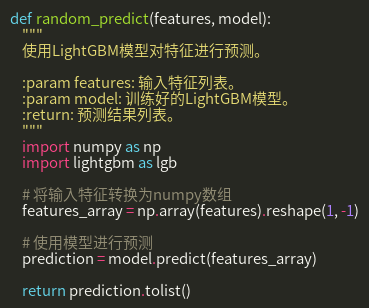 def random_predict(features, model):
    """
    使用LightGBM模型对特征进行预测。

    :param features: 输入特征列表。
    :param model: 训练好的LightGBM模型。
    :return: 预测结果列表。
    """
    import numpy as np
    import lightgbm as lgb

    # 将输入特征转换为numpy数组
    features_array = np.array(features).reshape(1, -1)

    # 使用模型进行预测
    prediction = model.predict(features_array)

    return prediction.tolist()